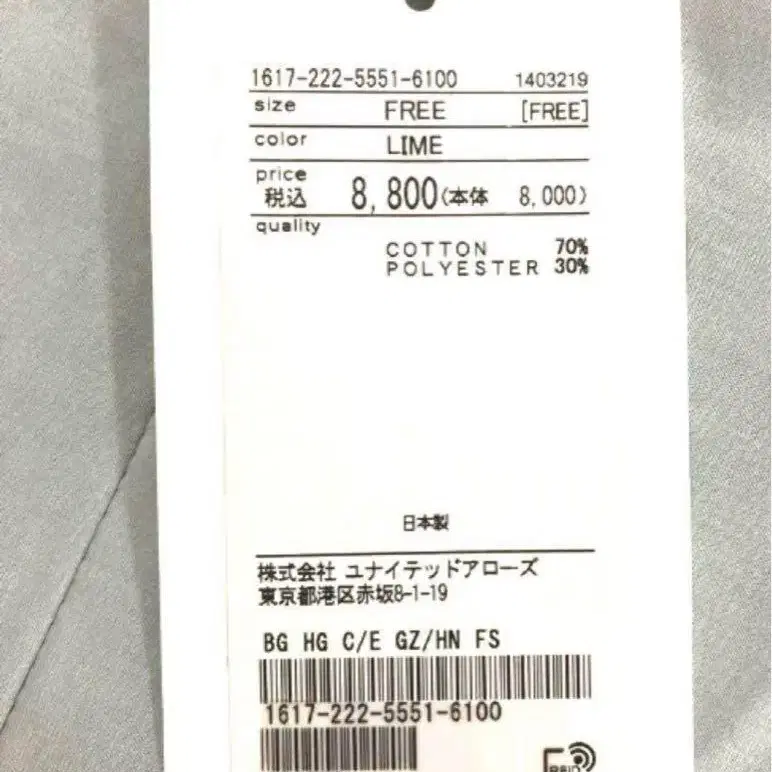 1617-222-5551-6100 1403219
size FREE [FREE]
color LIME
price
税込 8,800(本体 8,000)
quality
COTTON 70%
POLYESTER 30%
日本製
株式会社 ユナイテッドアローズ
東京都港区赤坂8-1-19
BG HG C/E GZ/HN FS
1617-222-5551-6100